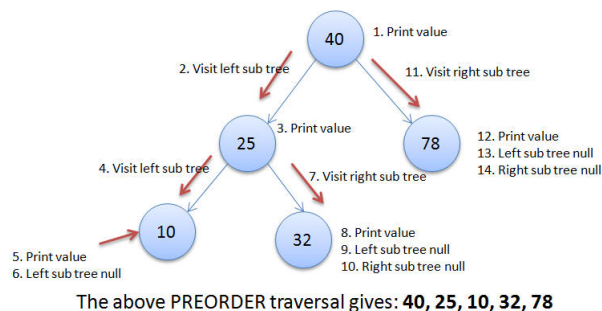 40
1. Print value
2. Visit left sub tree
11. Visit right sub tree
25
3. Print value
78
12. Print value
13. Left sub tree null
14. Right sub tree null
4. Visit left sub tree
7. Visit right sub tree
10
32
5. Print value
6. Left sub tree null
8. Print value
9. Left sub tree null
10. Right sub tree null
The above PREORDER traversal gives: 40, 25, 10, 32, 78